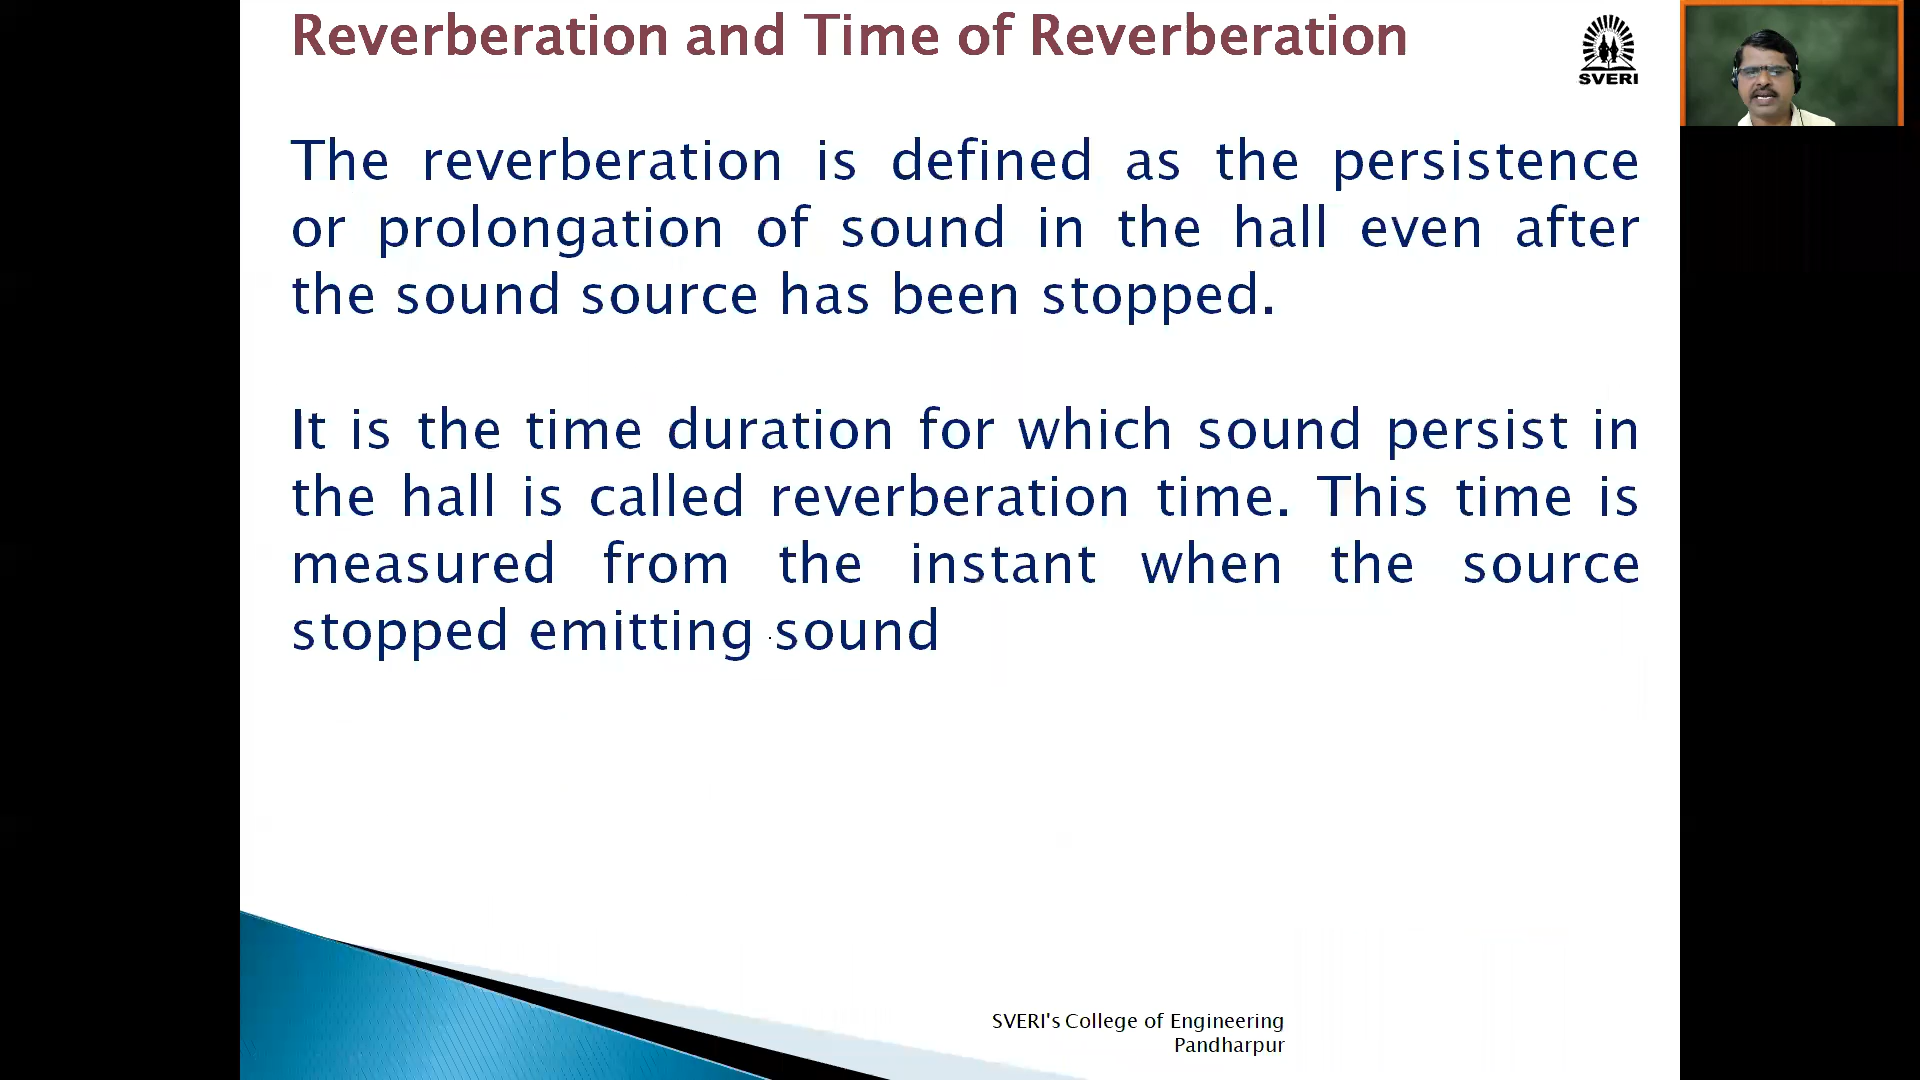 Reverberation and Time of Reverberation
SVERI
The reverberation is defined as the persistence
or prolongation of sound in the hall even after
the sound source has been stopped.
It is the time duration for which sound persist in
the hall is called reverberation time. This time is
measured from the instant when the source
stopped emitting sound
SVERI's College of Engineering
Pandharpur